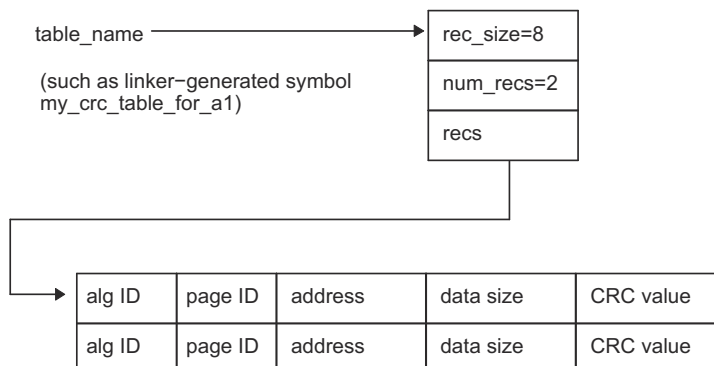 table_name
rec_size=8
(such as linker−generated symbol
my_crc_table_for_a1)
num_recs=2
recs
alg ID page ID address data size CRC value
alg ID page ID address data size CRC value